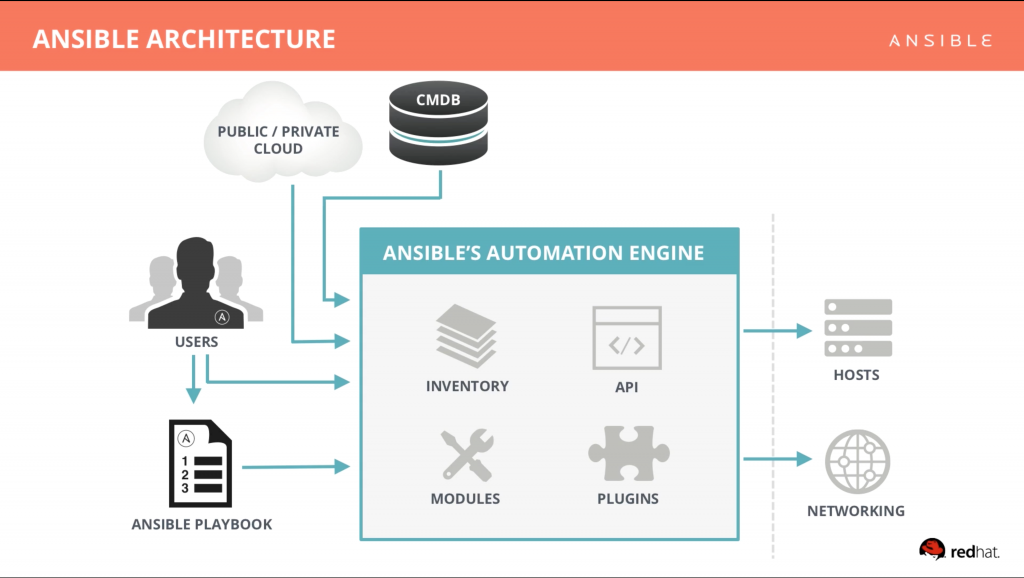 ANSIBLE ARCHITECTURE
ANSIBLE
PUBLIC / PRIVATE
CLOUD
CMDB
ANSIBLE'S AUTOMATION ENGINE
A
USERS
INVENTORY
</>
API
HOSTS
A
1
2
3
MODULES
PLUGINS
NETWORKING
ANSIBLE PLAYBOOK
redhat.